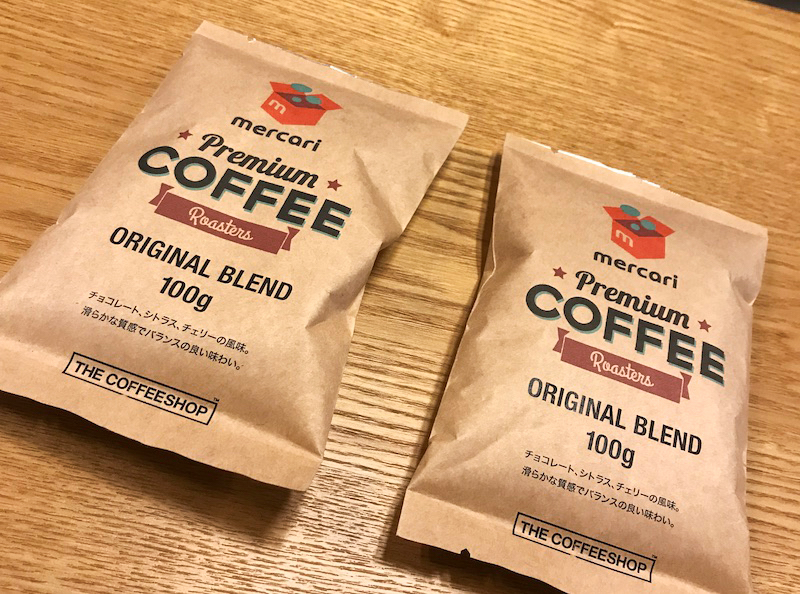 m
mercari
Premium
COFFEE
Roasters
ORIGINAL BLEND
100g
チョコレート、シトラス、チェリーの風味。
滑らかな質感でバランスの良い味わい。
THE COFFEESHOP™
m
mercari
Premium
COFFEE
Roasters
ORIGINAL BLEND
100g
チョコレート、シトラス、チェリーの風味。
滑らかな質感でバランスの良い味わい。
THE COFFEESHOP™